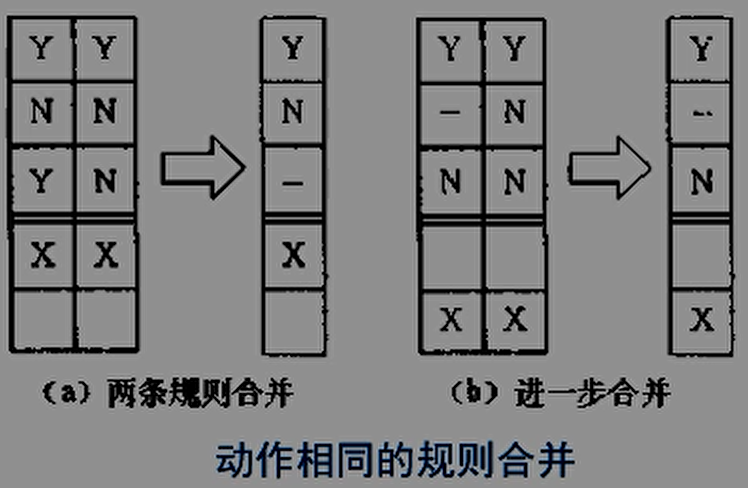 Y Y Y Y Y Y
N N N - N -
Y N - N N N
X X X
X X X
(a) 两条规则合并 (b) 进一步合并
动作相同的规则合并